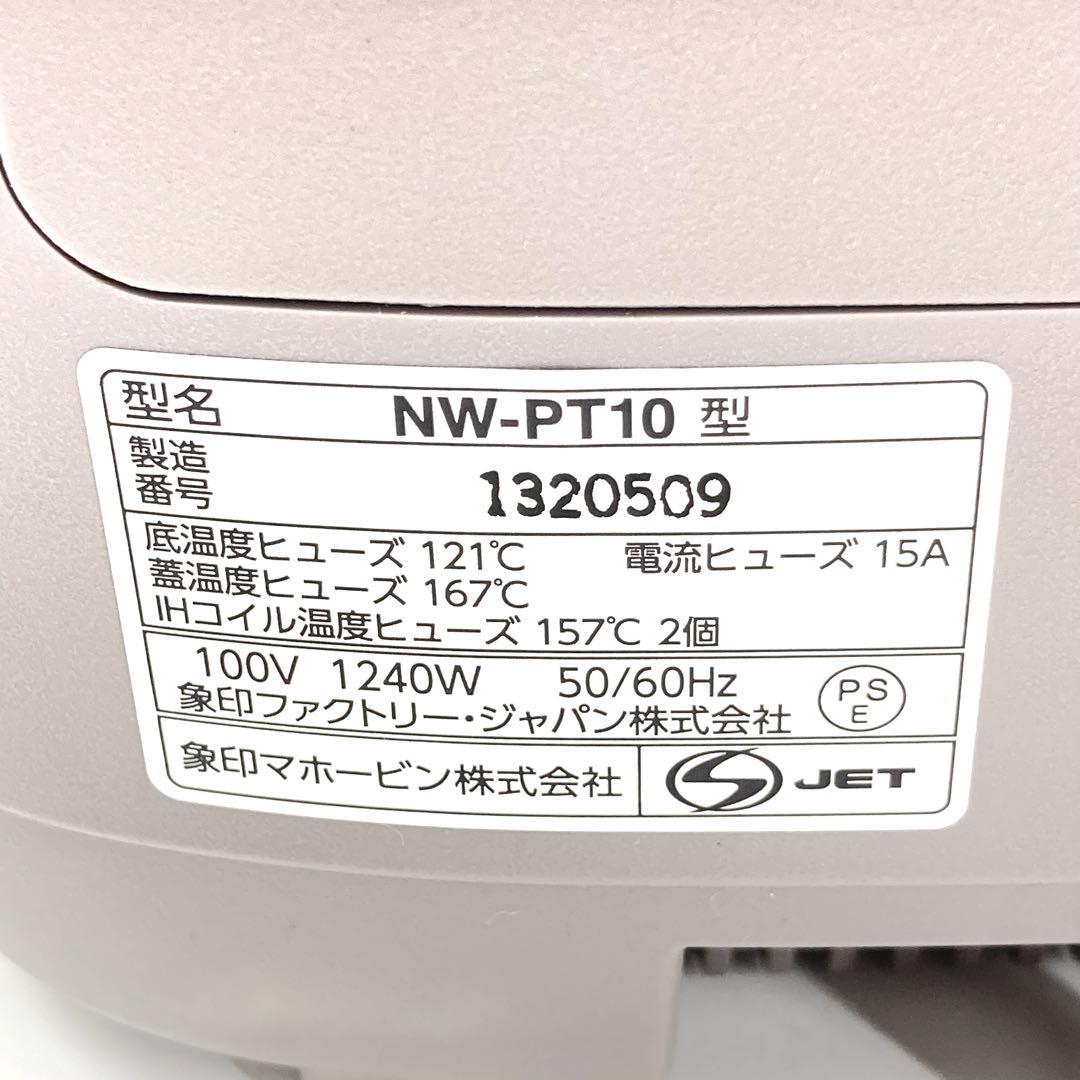 型名 NW-PT10 型
製造番号 1320509
底温度ヒューズ 121℃ 電流ヒューズ 15A
蓋温度ヒューズ 167℃
IHコイル温度ヒューズ 157℃ 2個
100V 1240W 50/60Hz
象印ファクトリー・ジャパン株式会社
PS
E
象印マホービン株式会社
S JET